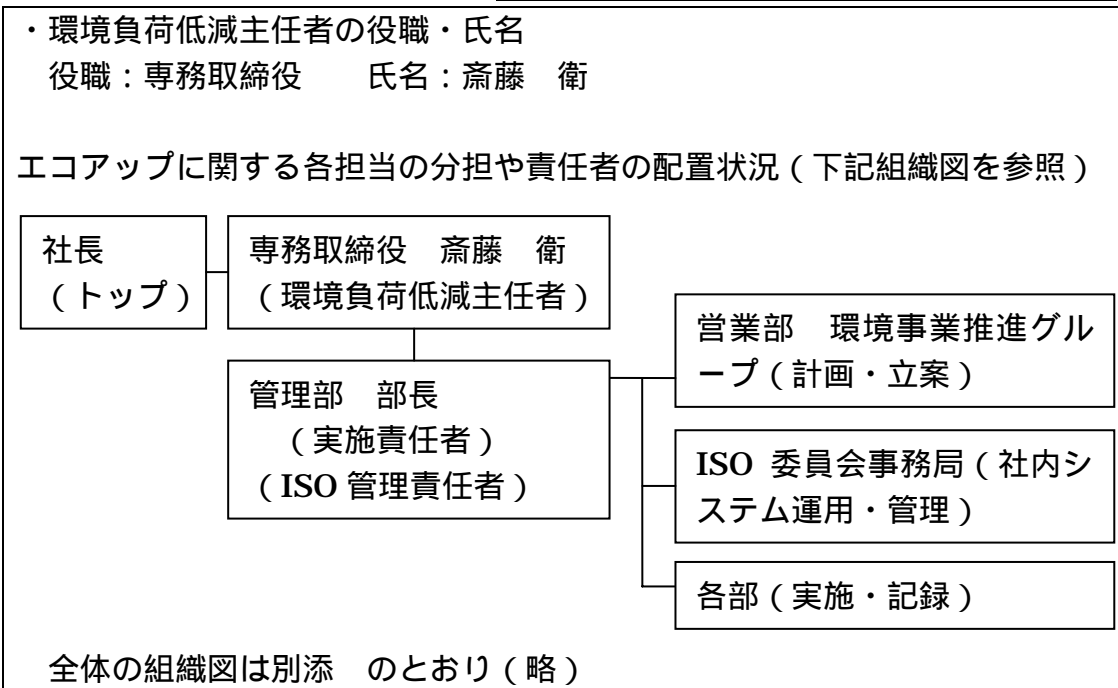 ・環境負荷低減主任者の役職・氏名
役職：専務取締役　　氏名：斎藤　衛
エコアップに関する各担当の分担や責任者の配置状況（下記組織図を参照）
社長
（トップ）
専務取締役　斎藤　衛
（環境負荷低減主任者）
管理部　部長
（実施責任者）
（ISO 管理責任者）
営業部　環境事業推進グル
ープ（計画・立案）
ISO 委員会事務局（社内シ
ステム運用・管理）
各部（実施・記録）
全体の組織図は別添　のとおり（略）